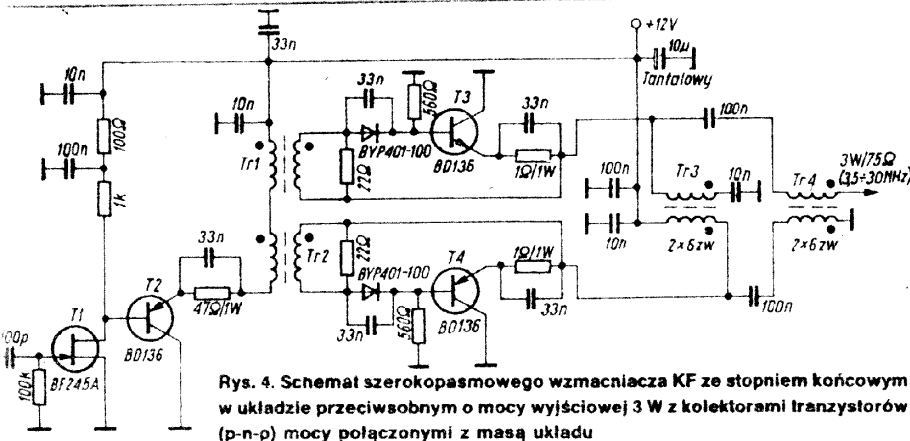 33n
+12V
10µ
Tantalowy
10n
100Ω
100n
1k
10n
Tr1
33n
BYP401-100
22Ω
560Ω
T3
BD136
33n
1Ω/1W
100n
Tr3
10n
100n
10n
2×6zw
Tr4
2×6zw
3W/75Ω
(3,5÷30MHz)
100n
T2
33n
47Ω/1W
BD136
Tr2
22Ω
BYP401-100
33n
560Ω
T4
BD136
1Ω/1W
33n
100p
T1
BF245A
100k
Rys. 4. Schemat szerokopasmowego wzmacniacza KF ze stopniem końcowym
w układzie przeciwsobnym o mocy wyjściowej 3 W z kolektorami tranzystorów
(p-n-p) mocy połączonymi z masą układu